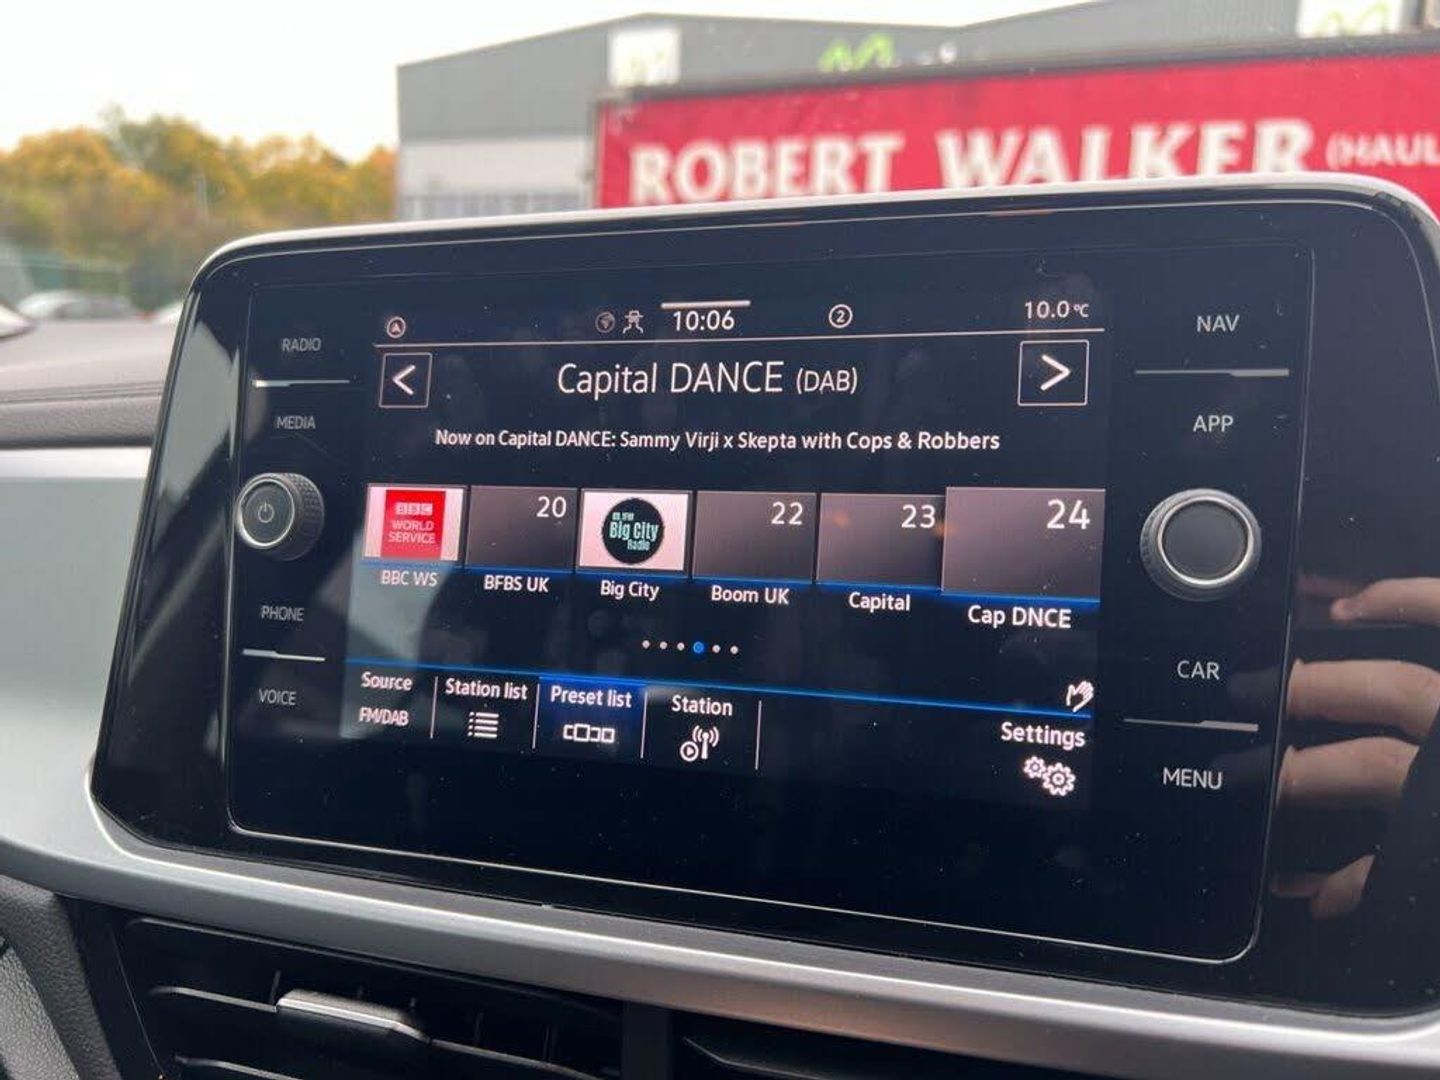 ROBERT WALKER (HAUL
10:06
2
10.0°C
RADIO
MEDIA
PHONE
VOICE
<
Capital DANCE (DAB)
>
Now on Capital DANCE: Sammy Virji x Skepta with Cops & Robbers
BBC
WORLD
SERVICE
20
Big City
Radio
22
23
24
BBC WS
BFBS UK
Big City
Boom UK
Capital
Cap DNCE
Source
FM/DAB
Station list
Preset list
Station
Settings
NAV
APP
CAR
MENU